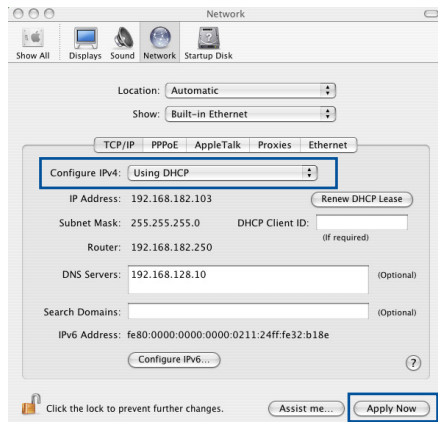 Network
Show All Displays Sound Network Startup Disk
Location: Automatic
Show: Built-in Ethernet
TCP/IP PPPoE AppleTalk Proxies Ethernet
Configure IPv4: Using DHCP
IP Address: 192.168.182.103 Renew DHCP Lease
Subnet Mask: 255.255.255.0 DHCP Client ID:
(If required)
Router: 192.168.182.250
DNS Servers: 192.168.128.10 (Optional)
Search Domains: (Optional)
IPv6 Address: fe80:0000:0000:0000:0211:24ff:fe32:b18e
Configure IPv6... ?
Click the lock to prevent further changes. Assist me... Apply Now